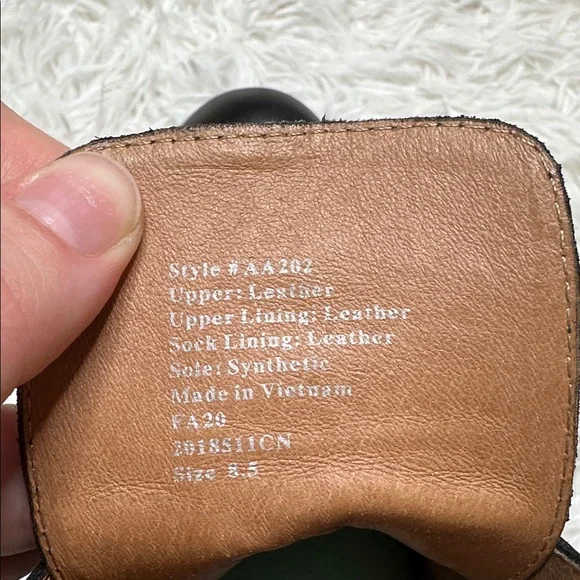 Style # AA202
Upper: Leather
Upper Lining: Leather
Sock Lining: Leather
Sole: Synthetic
Made in Vietnam
FA20
2018511CN
Size 8.5